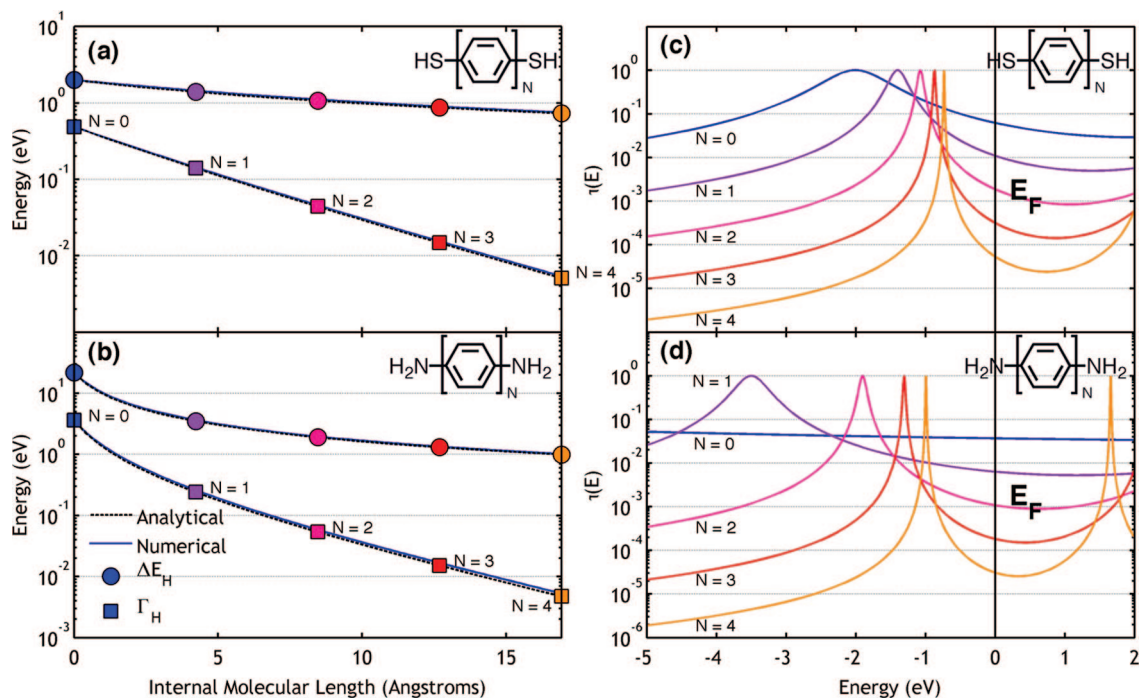 (a)
HS
SH
N
10^1
10^0
10^-1
10^-2
Energy (eV)
N = 0
N = 1
N = 2
N = 3
N = 4
(b)
H2N
NH2
N
10^1
10^0
10^-1
10^-2
10^-3
Energy (eV)
N = 0
N = 1
N = 2
N = 3
N = 4
Analytical
Numerical
ΔE_H
Γ_H
0
5
10
15
Internal Molecular Length (Angstroms)
(c)
HS
SH
N
10^0
10^-1
10^-2
10^-3
10^-4
10^-5
τ(E)
N = 0
N = 1
N = 2
N = 3
N = 4
E_F
(d)
H2N
NH2
N
10^0
10^-1
10^-2
10^-3
10^-4
10^-5
10^-6
τ(E)
N = 1
N = 0
N = 2
N = 3
N = 4
E_F
-5
-4
-3
-2
-1
0
1
2
Energy (eV)